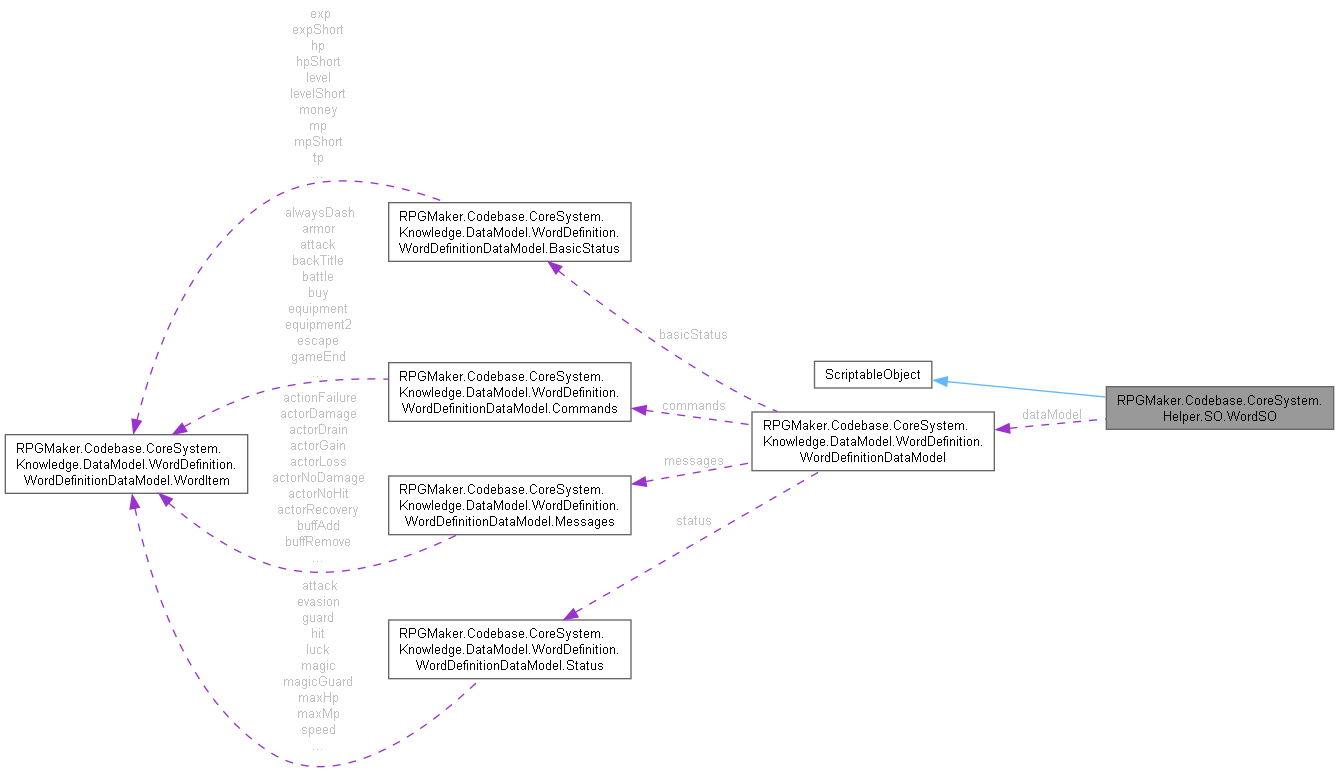 exp
expShort
hp
hpShort
level
levelShort
money
mp
mpShort
tp
...
RPGMaker.Codebase.CoreSystem.
Knowledge.DataModel.WordDefinition.
WordDefinitionDataModel.BasicStatus
alwaysDash
armor
attack
backTitle
battle
buy
equipment
equipment2
escape
gameEnd
...
basicStatus
RPGMaker.Codebase.CoreSystem.
Knowledge.DataModel.WordDefinition.
WordDefinitionDataModel.Commands
commands
ScriptableObject
RPGMaker.Codebase.CoreSystem.
Helper.SO.WordSO
dataModel
RPGMaker.Codebase.CoreSystem.
Knowledge.DataModel.WordDefinition.
WordDefinitionDataModel
actionFailure
actorDamage
actorDrain
actorGain
actorLoss
actorNoDamage
actorNoHit
actorRecovery
buffAdd
buffRemove
...
RPGMaker.Codebase.CoreSystem.
Knowledge.DataModel.WordDefinition.
WordDefinitionDataModel.WordItem
messages
RPGMaker.Codebase.CoreSystem.
Knowledge.DataModel.WordDefinition.
WordDefinitionDataModel.Messages
status
attack
evasion
guard
hit
luck
magic
magicGuard
maxHp
maxMp
speed
...
RPGMaker.Codebase.CoreSystem.
Knowledge.DataModel.WordDefinition.
WordDefinitionDataModel.Status